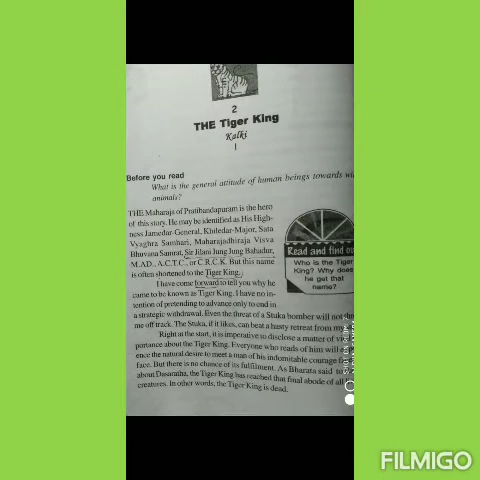 2
THE Tiger King
Kalki
I
Before you read
What is the general attitude of human beings towards
animals?
THE Maharaja of Pratibandapuram is the hero
of this story. He may be identified as His High-
ness Jamedar-General, Khiledar-Major, Sata
Vyaghra Samhari, Maharajadhiraja Visva
Bhuvana Samrat, Sir Jilani Jung Jung Bahadur,
M.AD., A.C.T.C., or C.R.C.K. But this name
is often shortened to the Tiger King.
Read and find ou
Who is the Tiger
King? Why does
he get that
name?
I have come forward to tell you why he
came to be known as Tiger King. I have no in-
tention of pretending to advance only to end in
a strategic withdrawal. Even the threat of a Stuka bomber will not
me off track. The Stuka, if it likes, can beat a hasty retreat from my
Right at the start, it is imperative to disclose a matter of
portance about the Tiger King. Everyone who reads of him will
ence the natural desire to meet a man of his indomitable courage
face. But there is no chance of its fulfilment. As Bharata said to
about Dasaratha, the Tiger King has reached that final abode of all
creatures. In other words, the Tiger King is dead.
FILMIGO